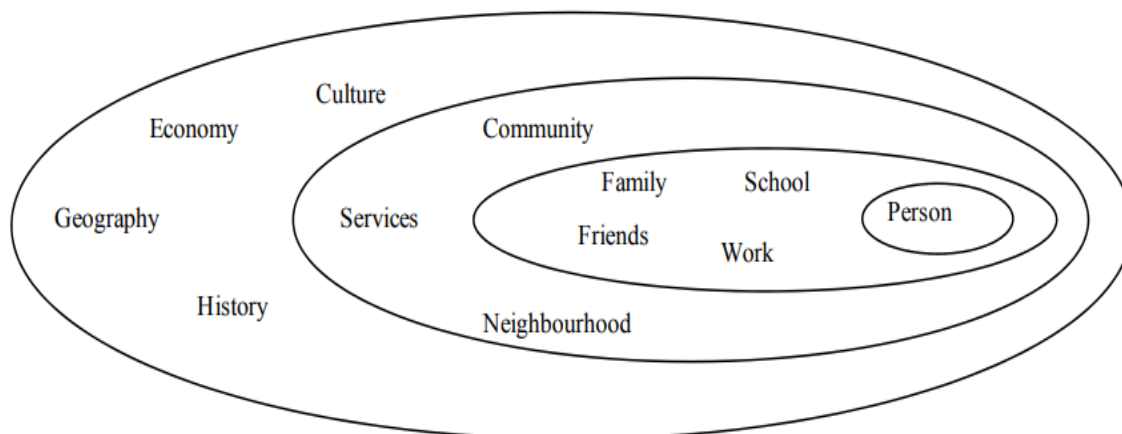 Culture
Economy
Community
Family
School
Geography
Services
Person
Friends
Work
History
Neighbourhood